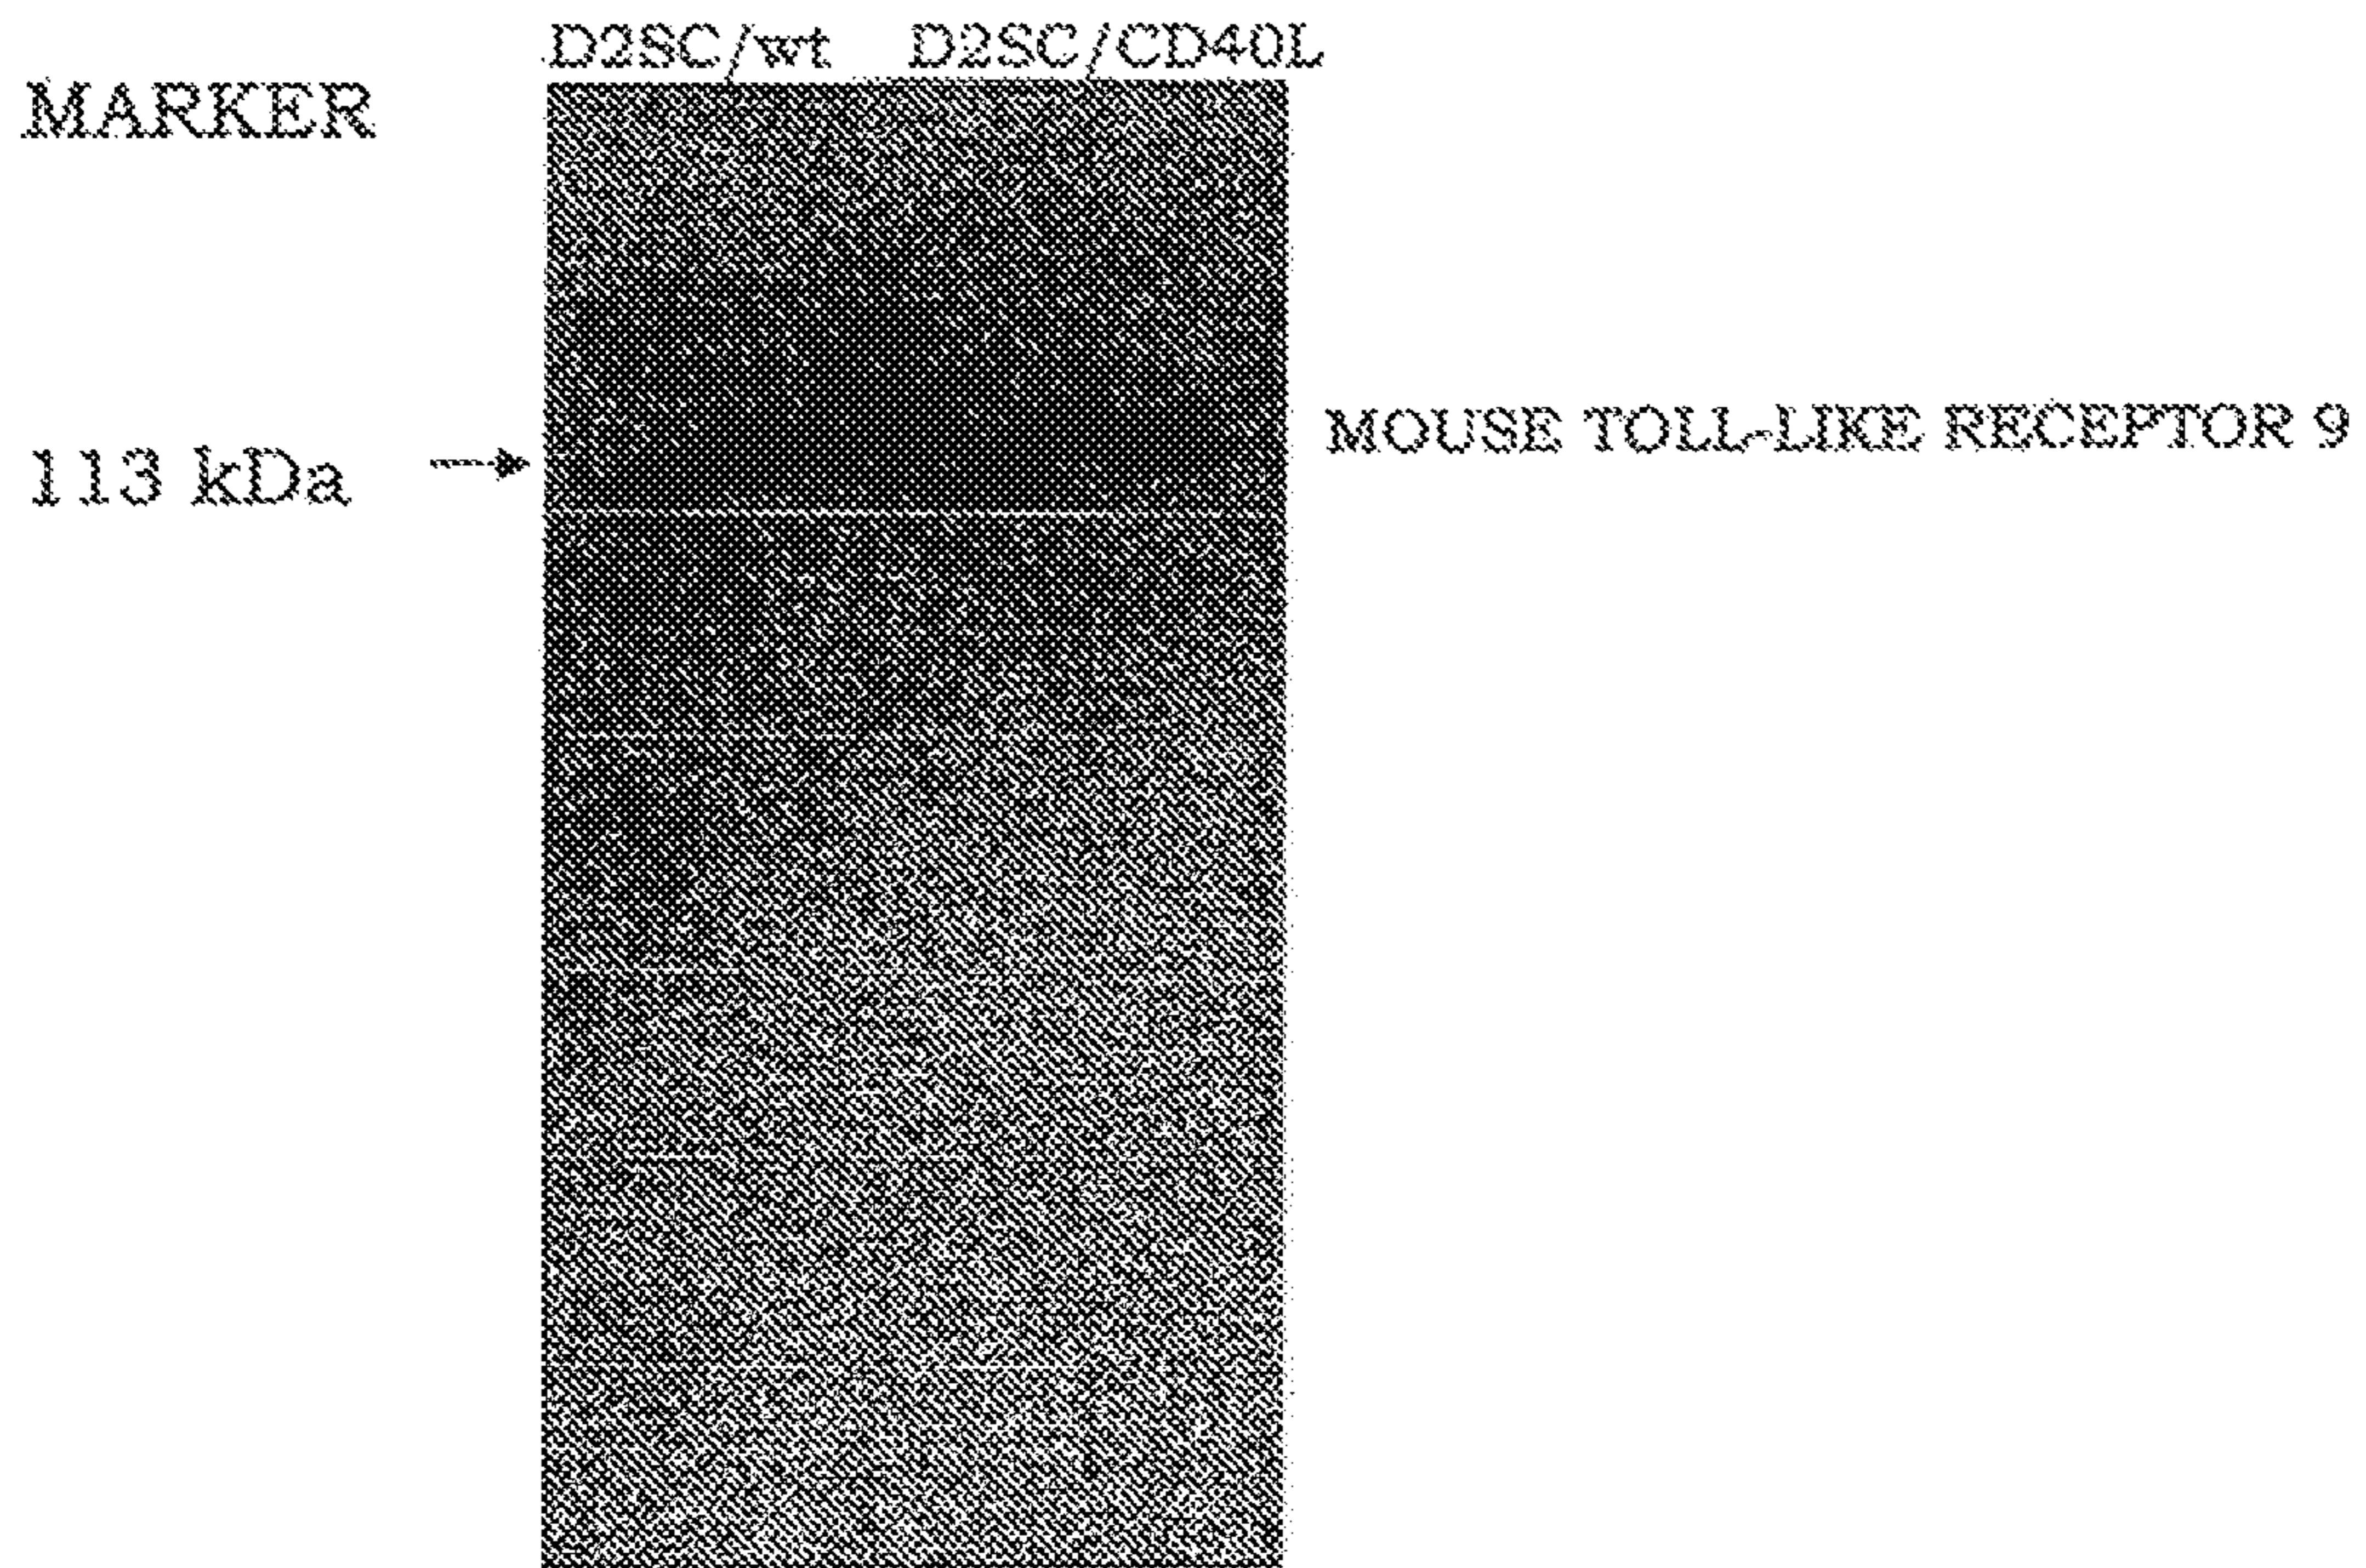 D2SC/wt D2SC/CD40L
MARKER
MOUSE TOLL-LIKE RECEPTOR 9
113 kDa